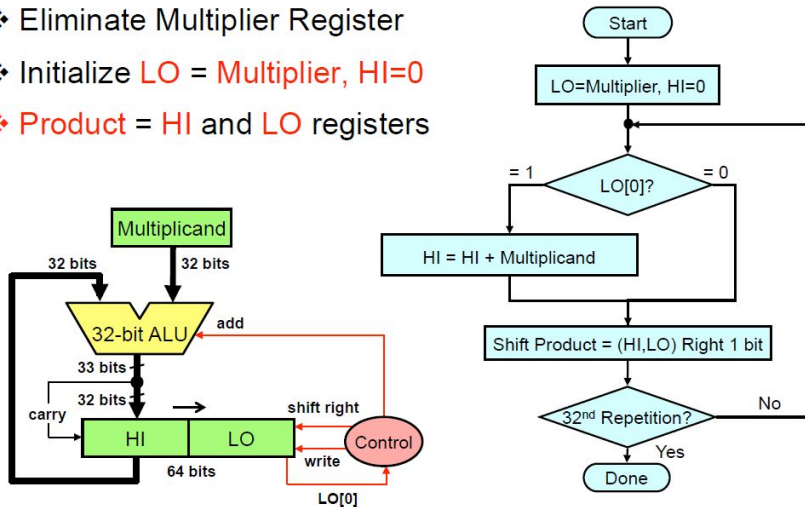 Eliminate Multiplier Register
Initialize LO = Multiplier, HI=0
Product = HI and LO registers
Multiplicand
32 bits
32 bits
32-bit ALU
add
33 bits
32 bits
carry
HI
LO
64 bits
shift right
write
Control
LO[0]
Start
LO=Multiplier, HI=0
= 1
LO[0]?
= 0
HI = HI + Multiplicand
Shift Product = (HI,LO) Right 1 bit
32nd Repetition?
No
Yes
Done